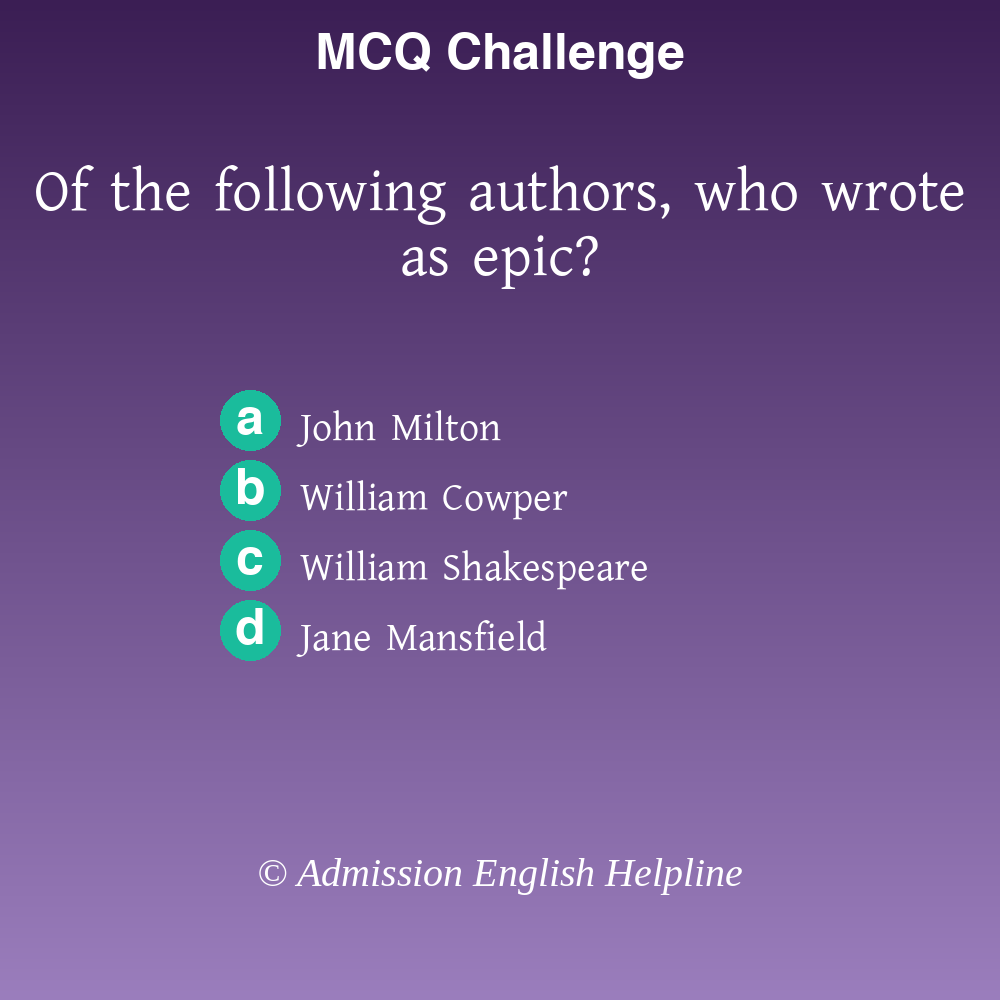 MCQ Challenge
Of the following authors, who wrote
as epic?
a John Milton
b William Cowper
c William Shakespeare
d Jane Mansfield
© Admission English Helpline